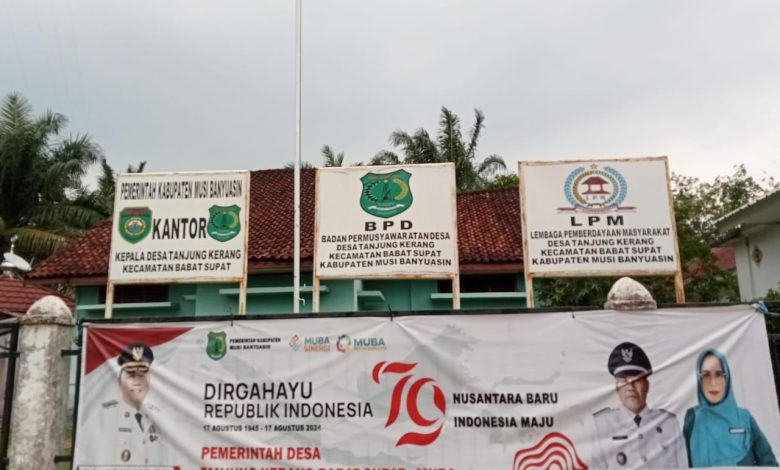 PEMERINTAH KABUPATEN MUSI BANYUASIN
KANTOR
KEPALA DESA TANJUNG KERANG
KECAMATAN BABAT SUPAT
BPD
BADAN PERMUSYAWARATAN DESA
DESA TANJUNG KERANG
KECAMATAN BABAT SUPAT
KABUPATEN MUSI BANYUASIN
LPM
LPM
LEMBAGA PEMBERDAYAAN MASYARAKAT
DESA TANJUNG KERANG
KECAMATAN BABAT SUPAT
KABUPATEN MUSI BANYUASIN
PEMERINTAH KABUPATEN
MUSI BANYUASIN
MUBA
SINERGI
MUBA
DIRGAHAYU
REPUBLIK INDONESIA
17 AGUSTUS 1945 - 17 AGUSTUS 2024
79
NUSANTARA BARU
INDONESIA MAJU
PEMERINTAH DESA
TANJUNG KERANG